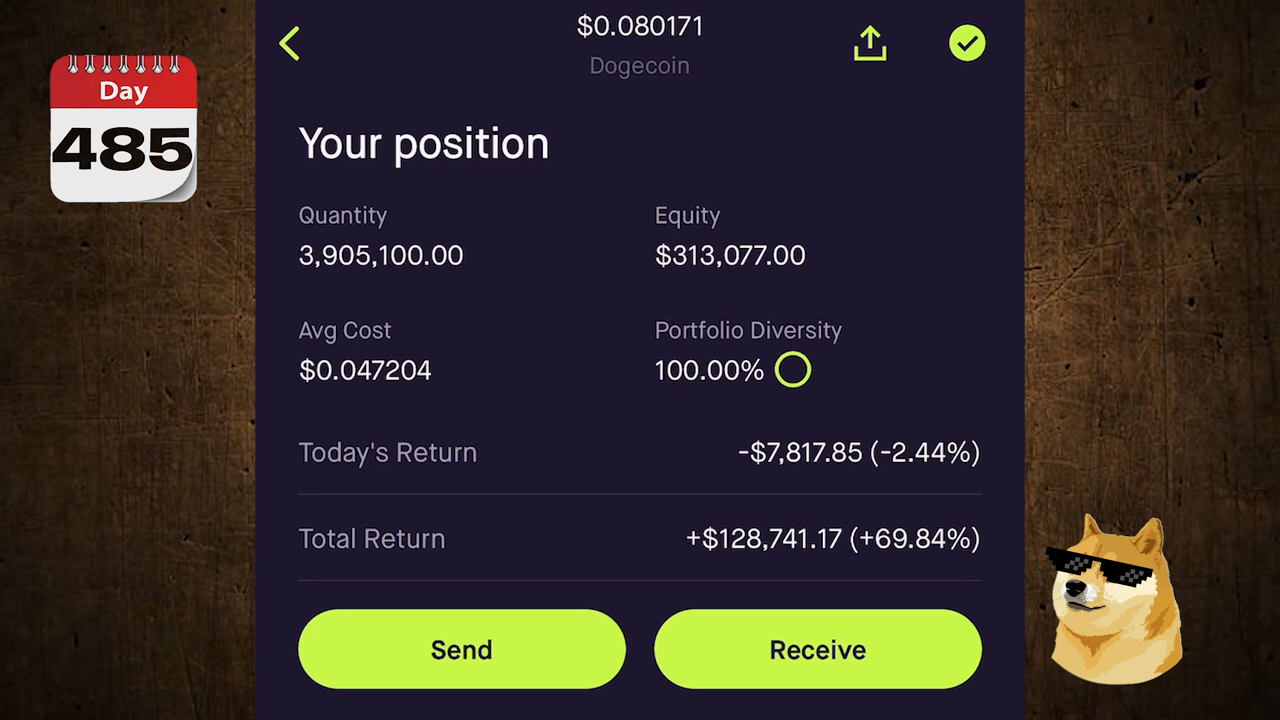 Day
485
$0.080171
Dogecoin
Your position
Quantity
3,905,100.00
Equity
$313,077.00
Avg Cost
$0.047204
Portfolio Diversity
100.00%
Today's Return
-$7,817.85 (-2.44%)
Total Return
+$128,741.17 (+69.84%)
Send
Receive